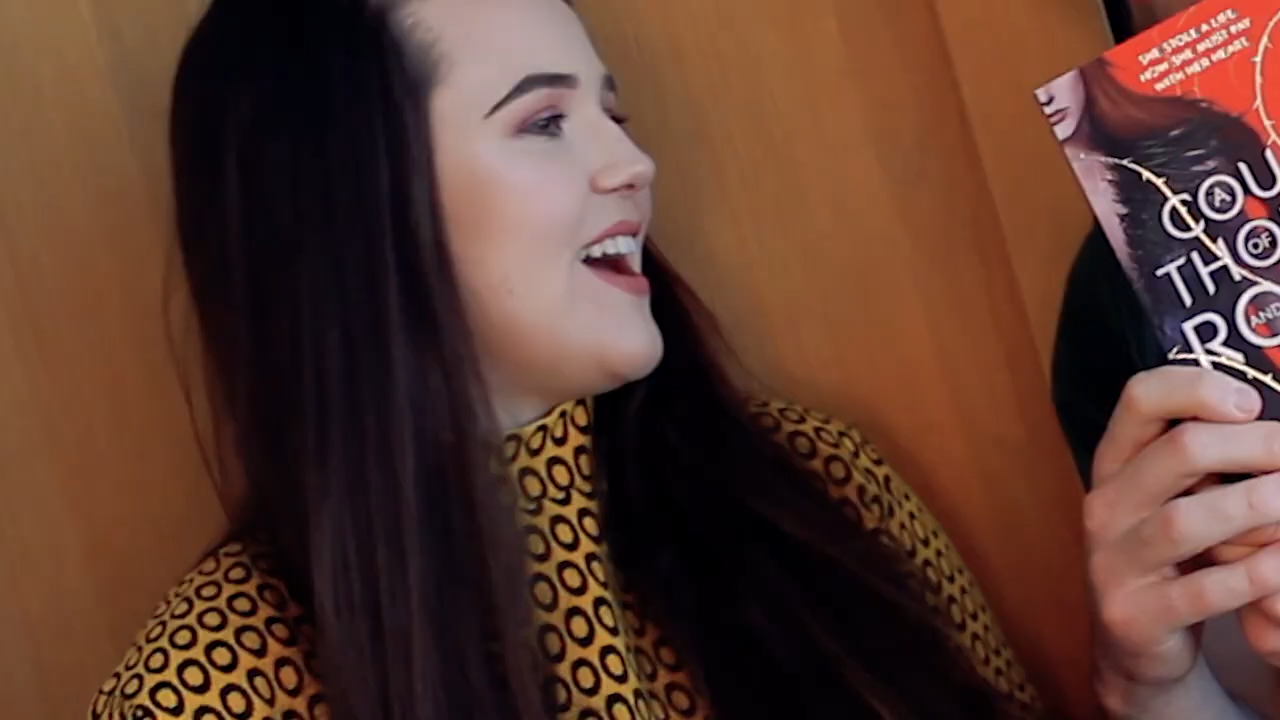 SHE STOLE A LIFE.
NOW SHE MUST PAY
WITH HER HEART.
A
COU
OF
THO
AND
RO